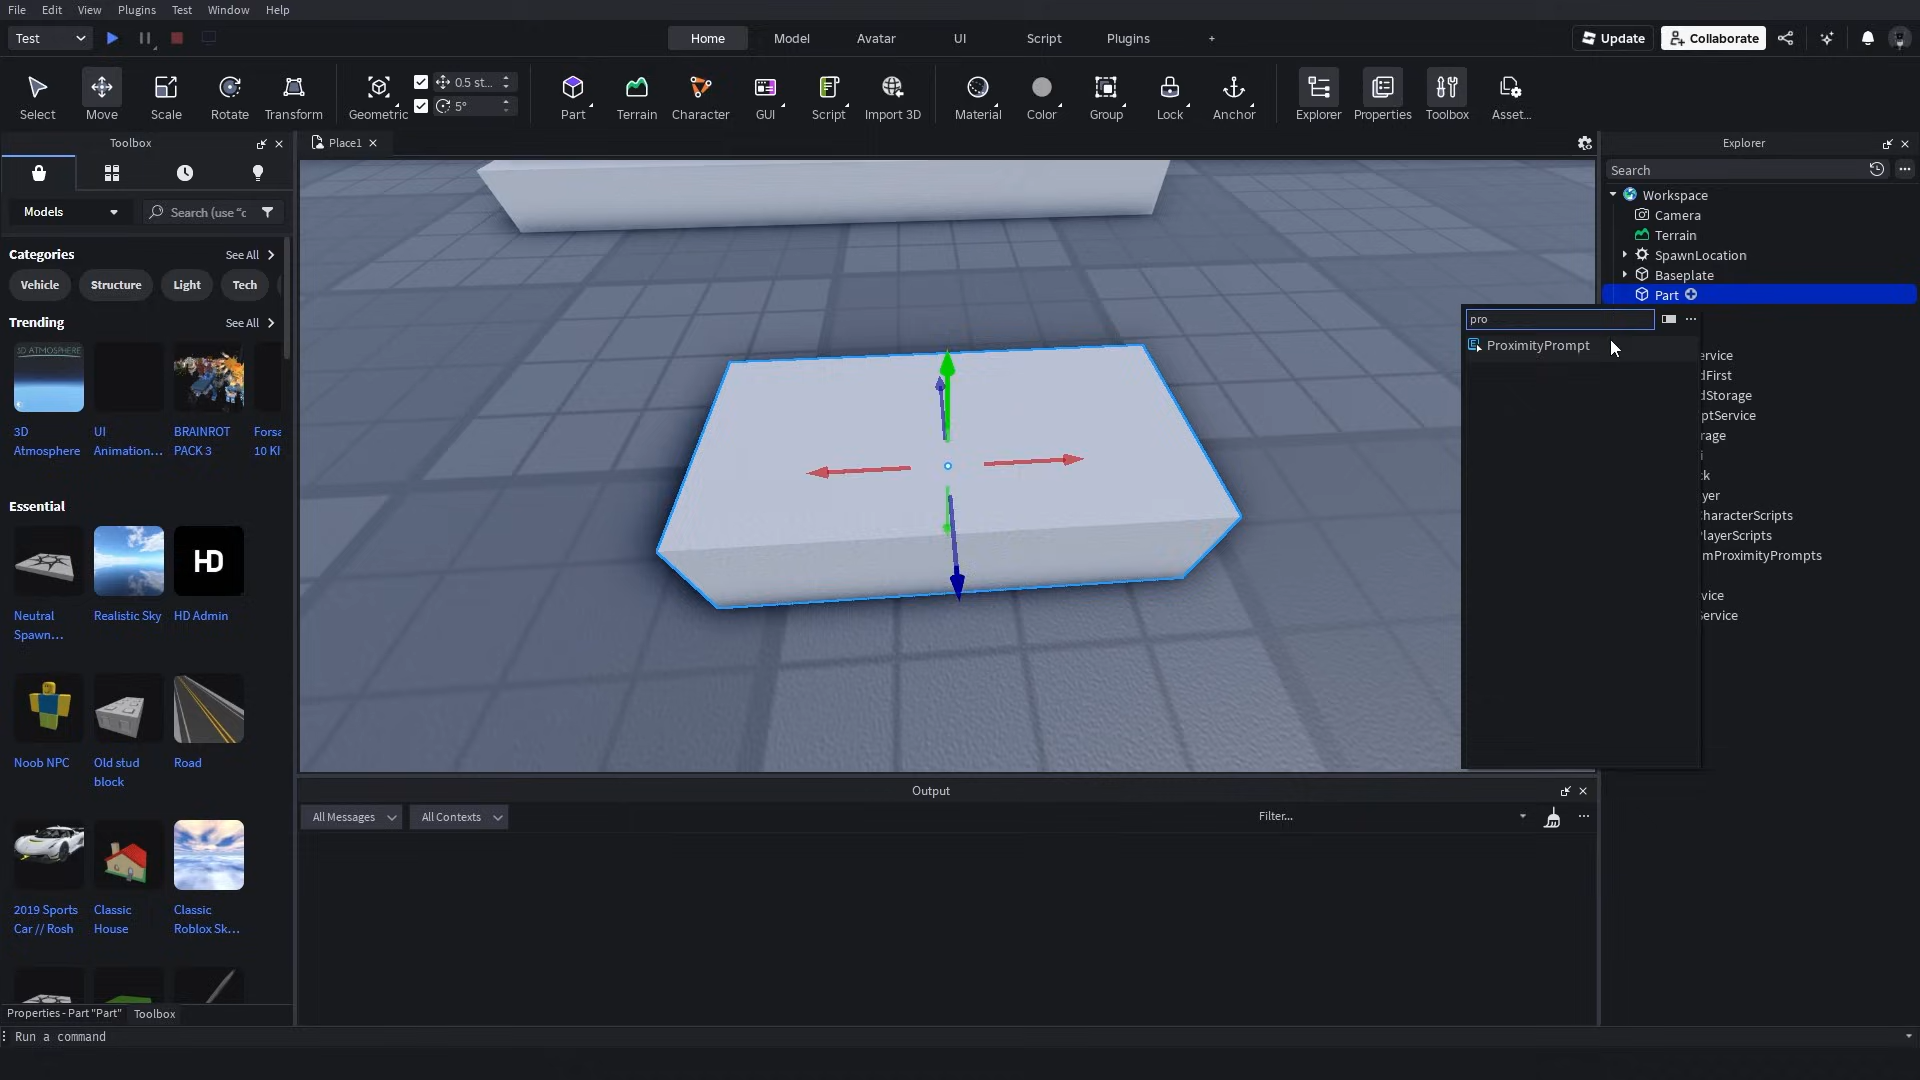 File Edit View Plugins Test Window Help
Test
Home Model Avatar UI Script Plugins +
Update Collaborate
Select Move Scale Rotate Transform Geometric
0.5 st...
5°
Part Terrain Character GUI Script Import 3D Material Color Group Lock Anchor Explorer Properties Toolbox Asset...
Toolbox
Place1
Explorer
Models
Search (use "c
Categories See All
Vehicle Structure Light Tech
Trending See All
3D ATMOSPHERE
3D Atmosphere
UI Animation...
BRAINROT PACK 3
Forsa
10 Kl
Essential
HD
Neutral Spawn...
Realistic Sky
HD Admin
Noob NPC
Old stud block
Road
2019 Sports Car // Rosh
Classic House
Classic Roblox Sk...
Properties - Part "Part" Toolbox
Run a command
Output
All Messages All Contexts Filter...
Search
Workspace
Camera
Terrain
SpawnLocation
Baseplate
Part
pro
ProximityPrompt
ervice
dFirst
dStorage
ptService
rage
i
ck
yer
CharacterScripts
PlayerScripts
mProximityPrompts
vice
Service